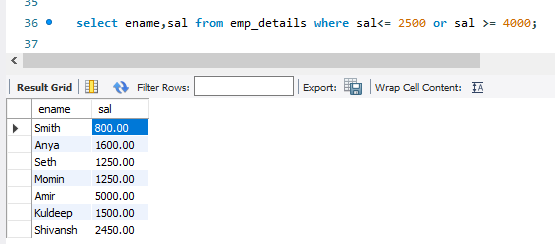 35
36 select ename,sal from emp_details where sal<= 2500 or sal >= 4000;
37
Result Grid Filter Rows: Export: Wrap Cell Content: IA
ename sal
Smith 800.00
Anya 1600.00
Seth 1250.00
Momin 1250.00
Amir 5000.00
Kuldeep 1500.00
Shivansh 2450.00